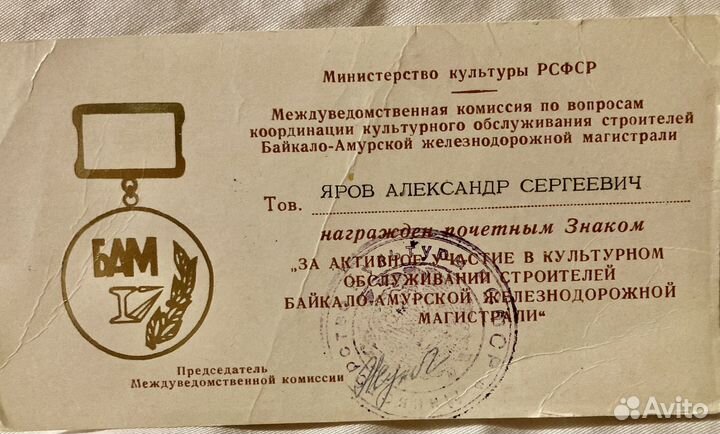 Министерство культуры РСФСР
Междуведомственная комиссия по вопросам
координации культурного обслуживания строителей
Байкало-Амурской железнодорожной магистрали
Тов. ЯРОВ АЛЕКСАНДР СЕРГЕЕВИЧ
награжден почетным Знаком
„ЗА АКТИВНОЕ УЧАСТИЕ В КУЛЬТУРНОМ
ОБСЛУЖИВАНИИ СТРОИТЕЛЕЙ
БАЙКАЛО-АМУРСКОЙ ЖЕЛЕЗНОДОРОЖНОЙ
МАГИСТРАЛИ“
БАМ
Председатель
Междуведомственной комиссии
Avito